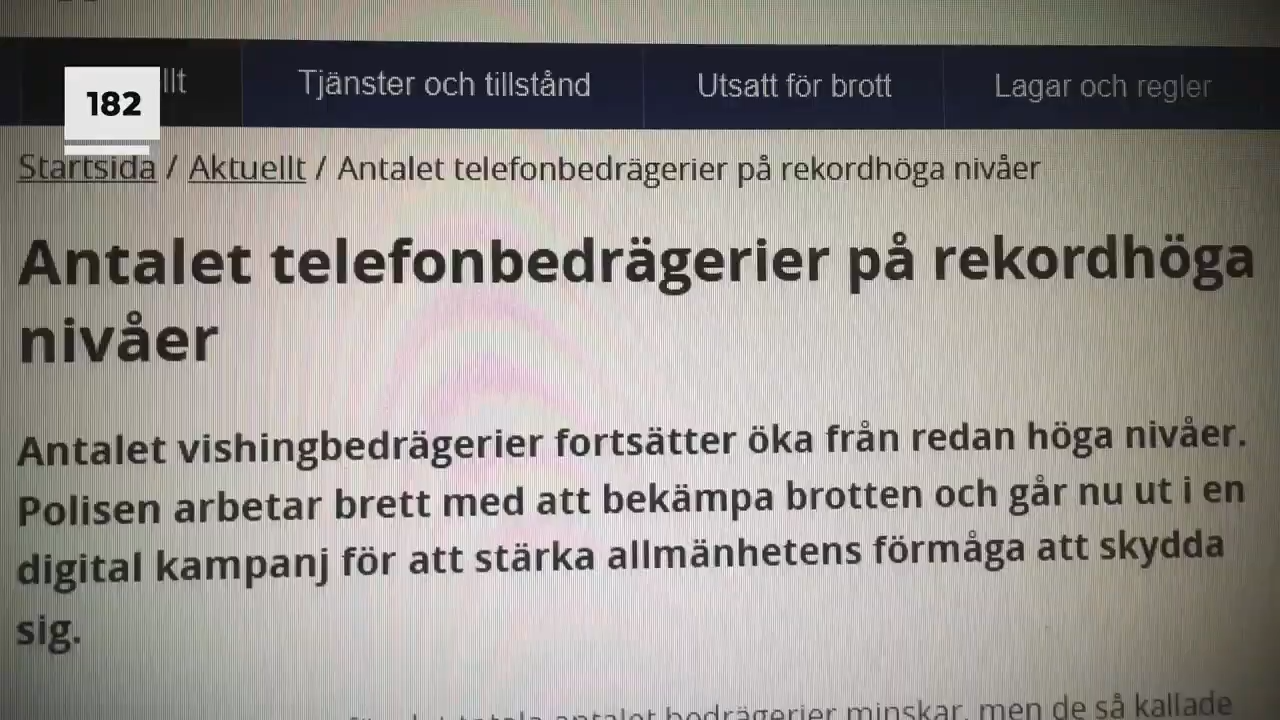 182
llt
Tjänster och tillstånd
Utsatt för brott
Lagar och regler
Startsida / Aktuellt / Antalet telefonbedrägerier på rekordhöga nivåer
Antalet telefonbedrägerier på rekordhöga
nivåer
Antalet vishingbedrägerier fortsätter öka från redan höga nivåer.
Polisen arbetar brett med att bekämpa brotten och går nu ut i en
digital kampanj för att stärka allmänhetens förmåga att skydda
sig.
antalet bedrägerier minskar, men de så kallade